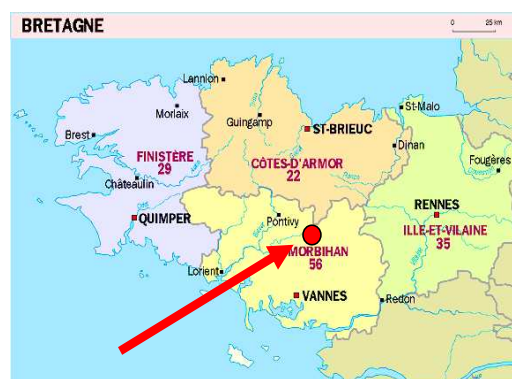 BRETAGNE
0 25 km
Lannion
Morlaix
Guingamp
ST-BRIEUC
St-Malo
Brest
Dinan
FINISTÈRE
29
CÔTES-D'ARMOR
22
Fougères
Châteaulin
RENNES
QUIMPER
Pontivy
ILLE-ET-VILAINE
35
MORBIHAN
56
Lorient
VANNES
Redon